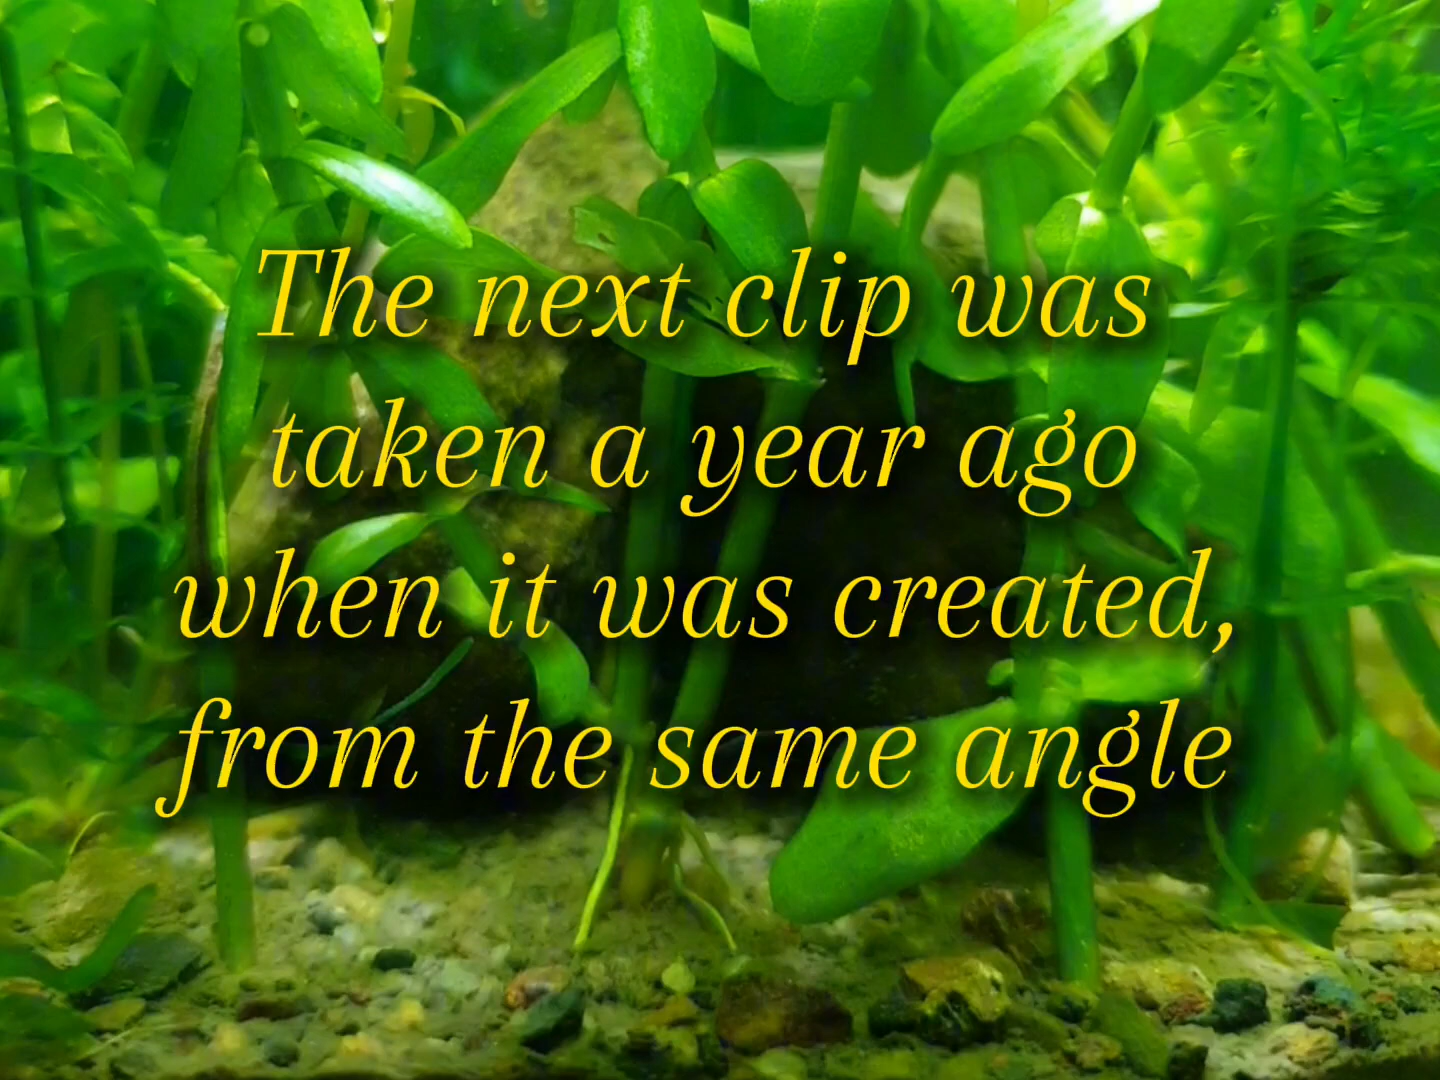 The next clip was
taken a year ago
when it was created,
from the same angle